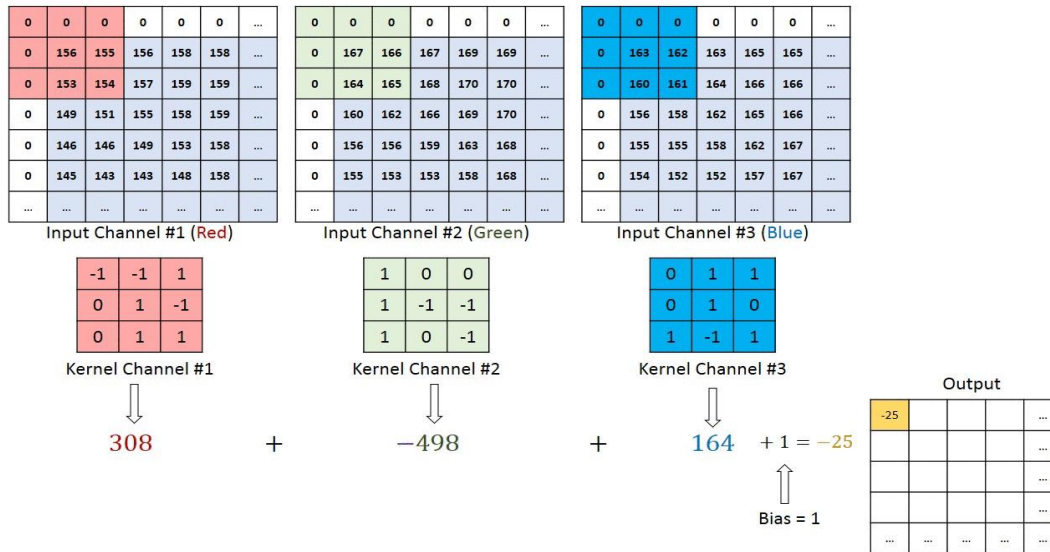 0 0 0 0 0 0 ... 0 0 0 0 0 0 ... 0 0 0 0 0 0 ...
0 156 155 156 158 158 ... 0 167 166 167 169 169 ... 0 163 162 163 165 165 ...
0 153 154 157 159 159 ... 0 164 165 168 170 170 ... 0 160 161 164 166 166 ...
0 149 151 155 158 159 ... 0 160 162 166 169 170 ... 0 156 158 162 165 166 ...
0 146 146 149 153 158 ... 0 156 156 159 163 168 ... 0 155 155 158 162 167 ...
0 145 143 143 148 158 ... 0 155 153 153 158 168 ... 0 154 152 152 157 167 ...
... ... ... ... ... ... ... ... ... ... ... ... ... ... ... ... ... ... ... ...
Input Channel #1 (Red) Input Channel #2 (Green) Input Channel #3 (Blue)
-1 -1 1 1 0 0 0 1 1
0 1 -1 1 -1 -1 0 1 0
0 1 1 1 0 -1 1 -1 1
Kernel Channel #1 Kernel Channel #2 Kernel Channel #3
308 + −498 + 164 + 1 = −25
Bias = 1
Output
-25 ...
...
...
...
... ... ... ... ...